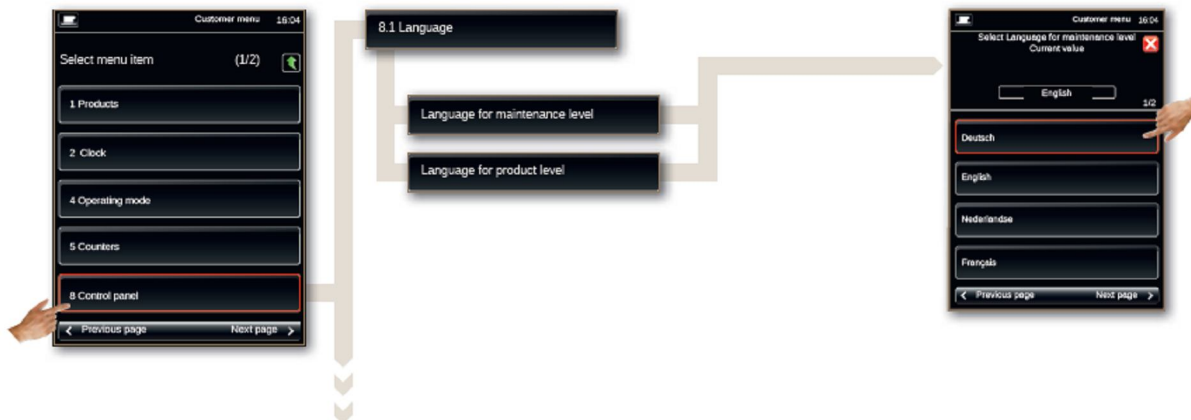 Customer menu 16:04
Select menu item (1/2)
1 Products
2 Clock
4 Operating mode
5 Counters
8 Control panel
Previous page Next page
8.1 Language
Language for maintenance level
Language for product level
Customer menu 16:04
Select Language for maintenance level
Current value
English
1/2
Deutsch
English
Nederlandse
Français
Previous page Next page